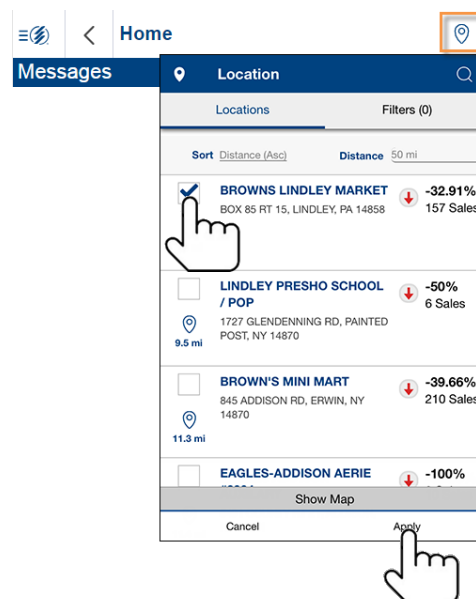 Home
Messages
Location
Locations Filters (0)
Sort Distance (Asc) Distance 50 mi
BROWNS LINDLEY MARKET -32.91%
BOX 85 RT 15, LINDLEY, PA 14858 157 Sales
LINDLEY PRESHO SCHOOL -50%
/ POP 6 Sales
1727 GLENDENNING RD, PAINTED
POST, NY 14870
9.5 mi
BROWN'S MINI MART -39.66%
845 ADDISON RD, ERWIN, NY 210 Sales
14870
11.3 mi
EAGLES-ADDISON AERIE -100%
Show Map
Cancel Apply